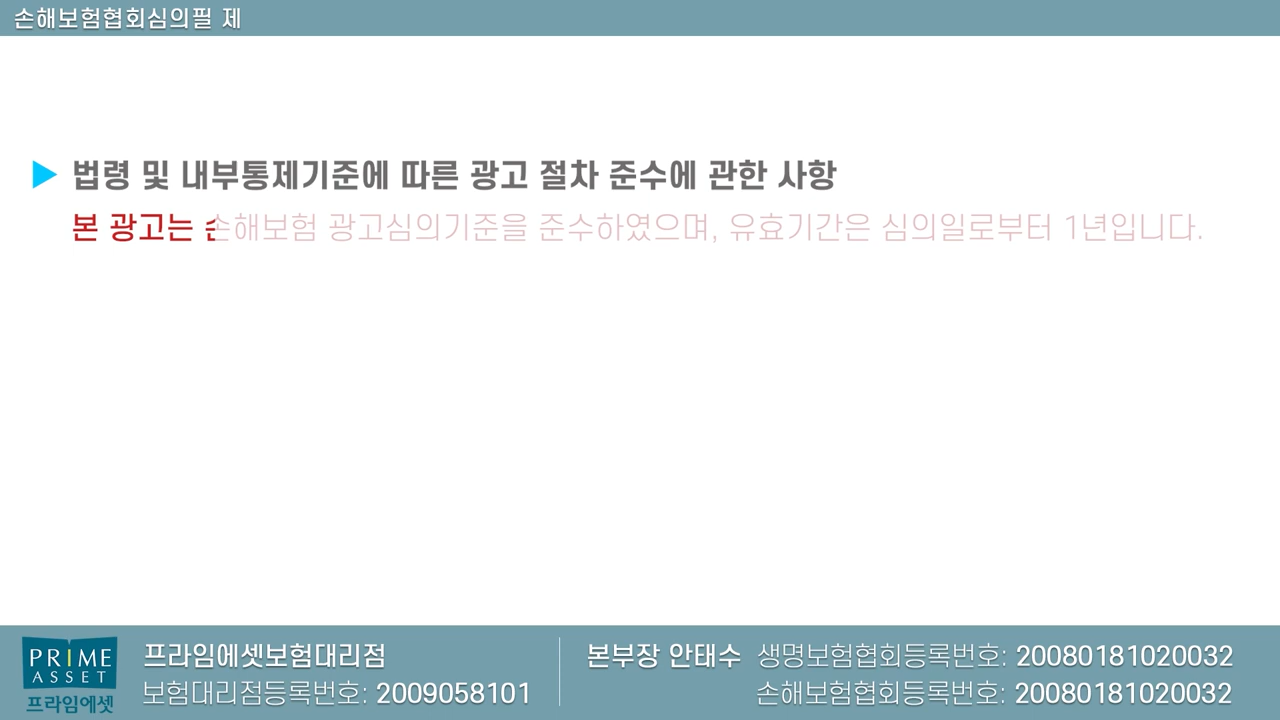 손해보험협회심의필 제
▶ 법령 및 내부통제기준에 따른 광고 절차 준수에 관한 사항
본 광고는 손해보험 광고심의기준을 준수하였으며, 유효기간은 심의일로부터 1년입니다.
PRIME
ASSET
프라임에셋
프라임에셋보험대리점
보험대리점등록번호: 2009058101
본부장 안태수 생명보험협회등록번호: 20080181020032
손해보험협회등록번호: 20080181020032